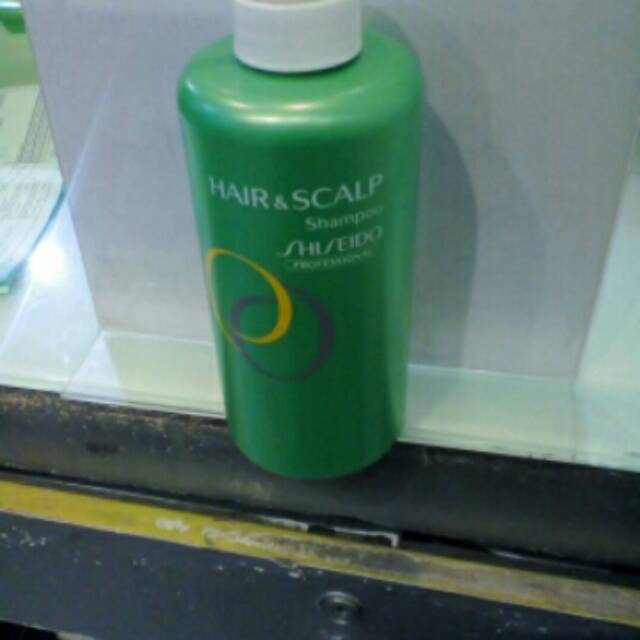 HAIR & SCALP
Shampoo
SHISEIDO
PROFESSIONAL